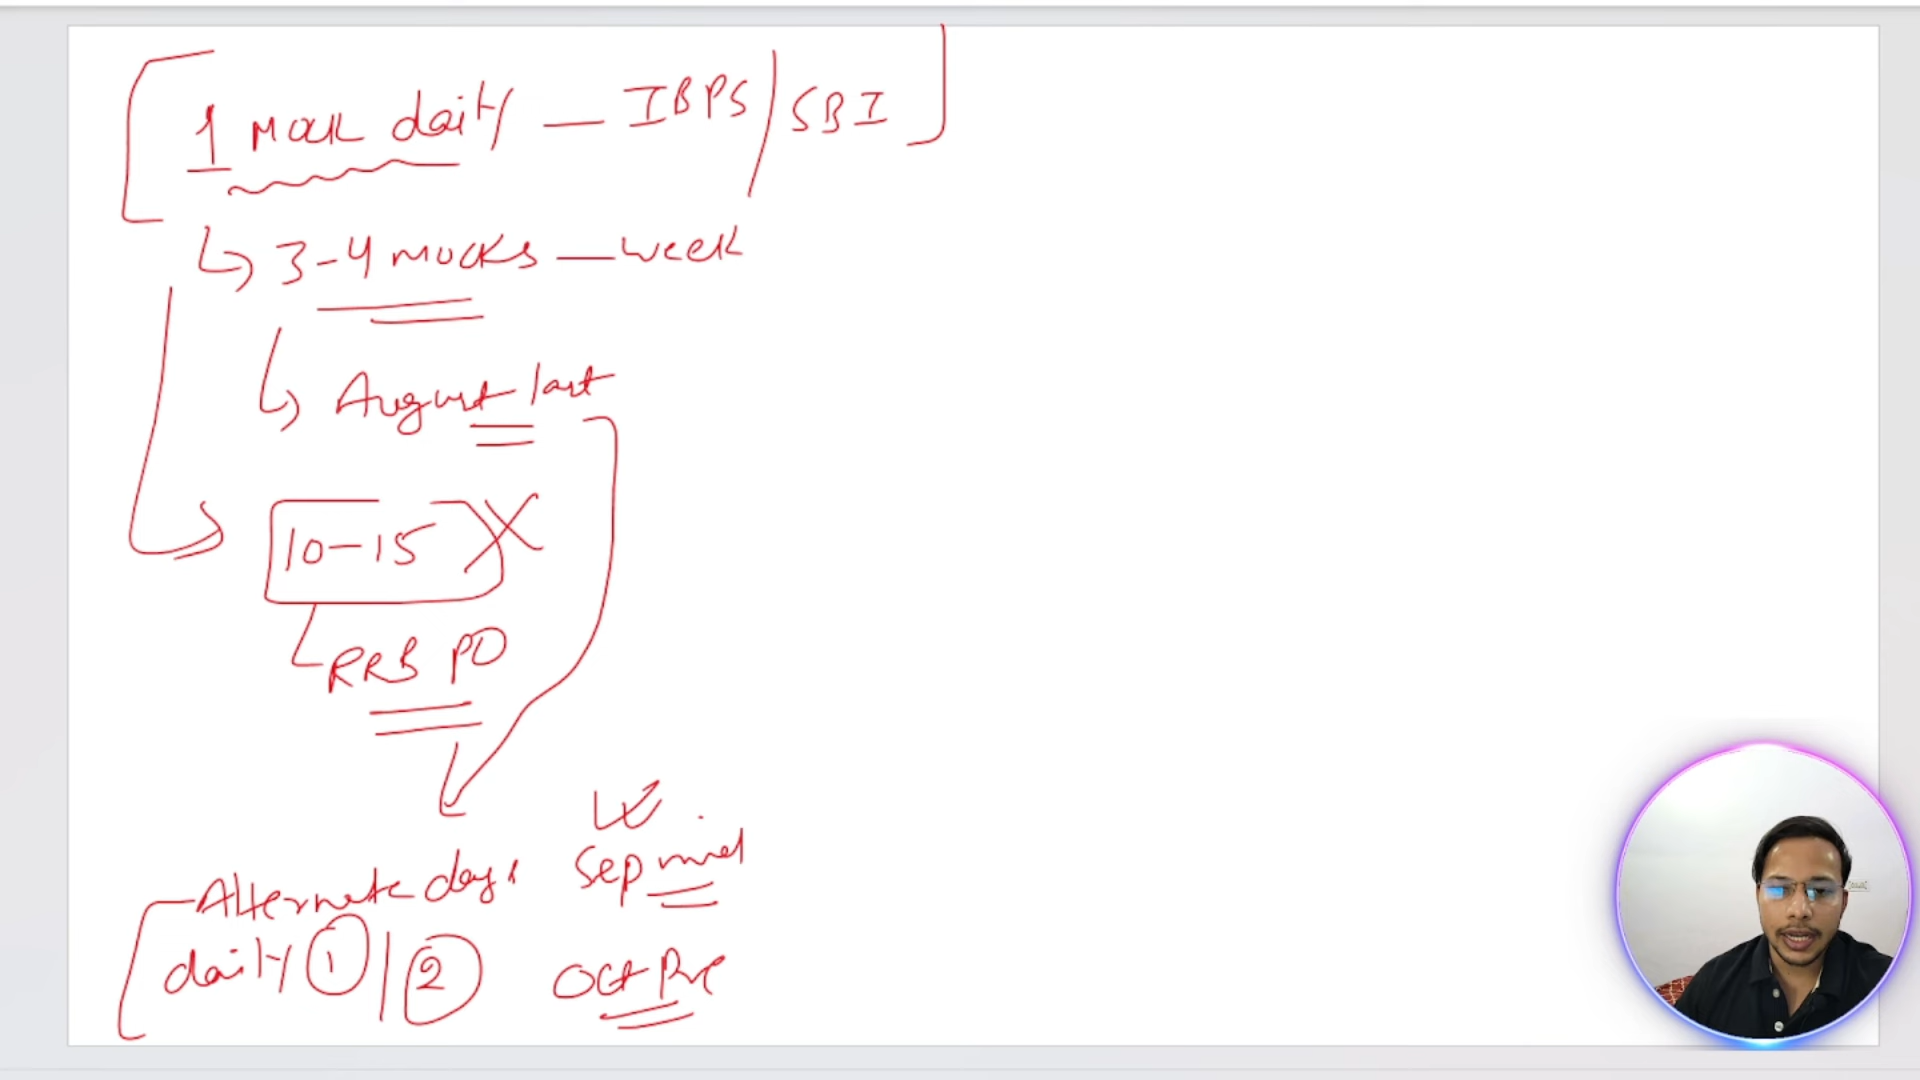 1 Mock daily – IBPS/SBI
3-4 mocks – week
August last
10-15 X
RRB PO
Alternate days Sep mid
daily 1/2 Oct Pre